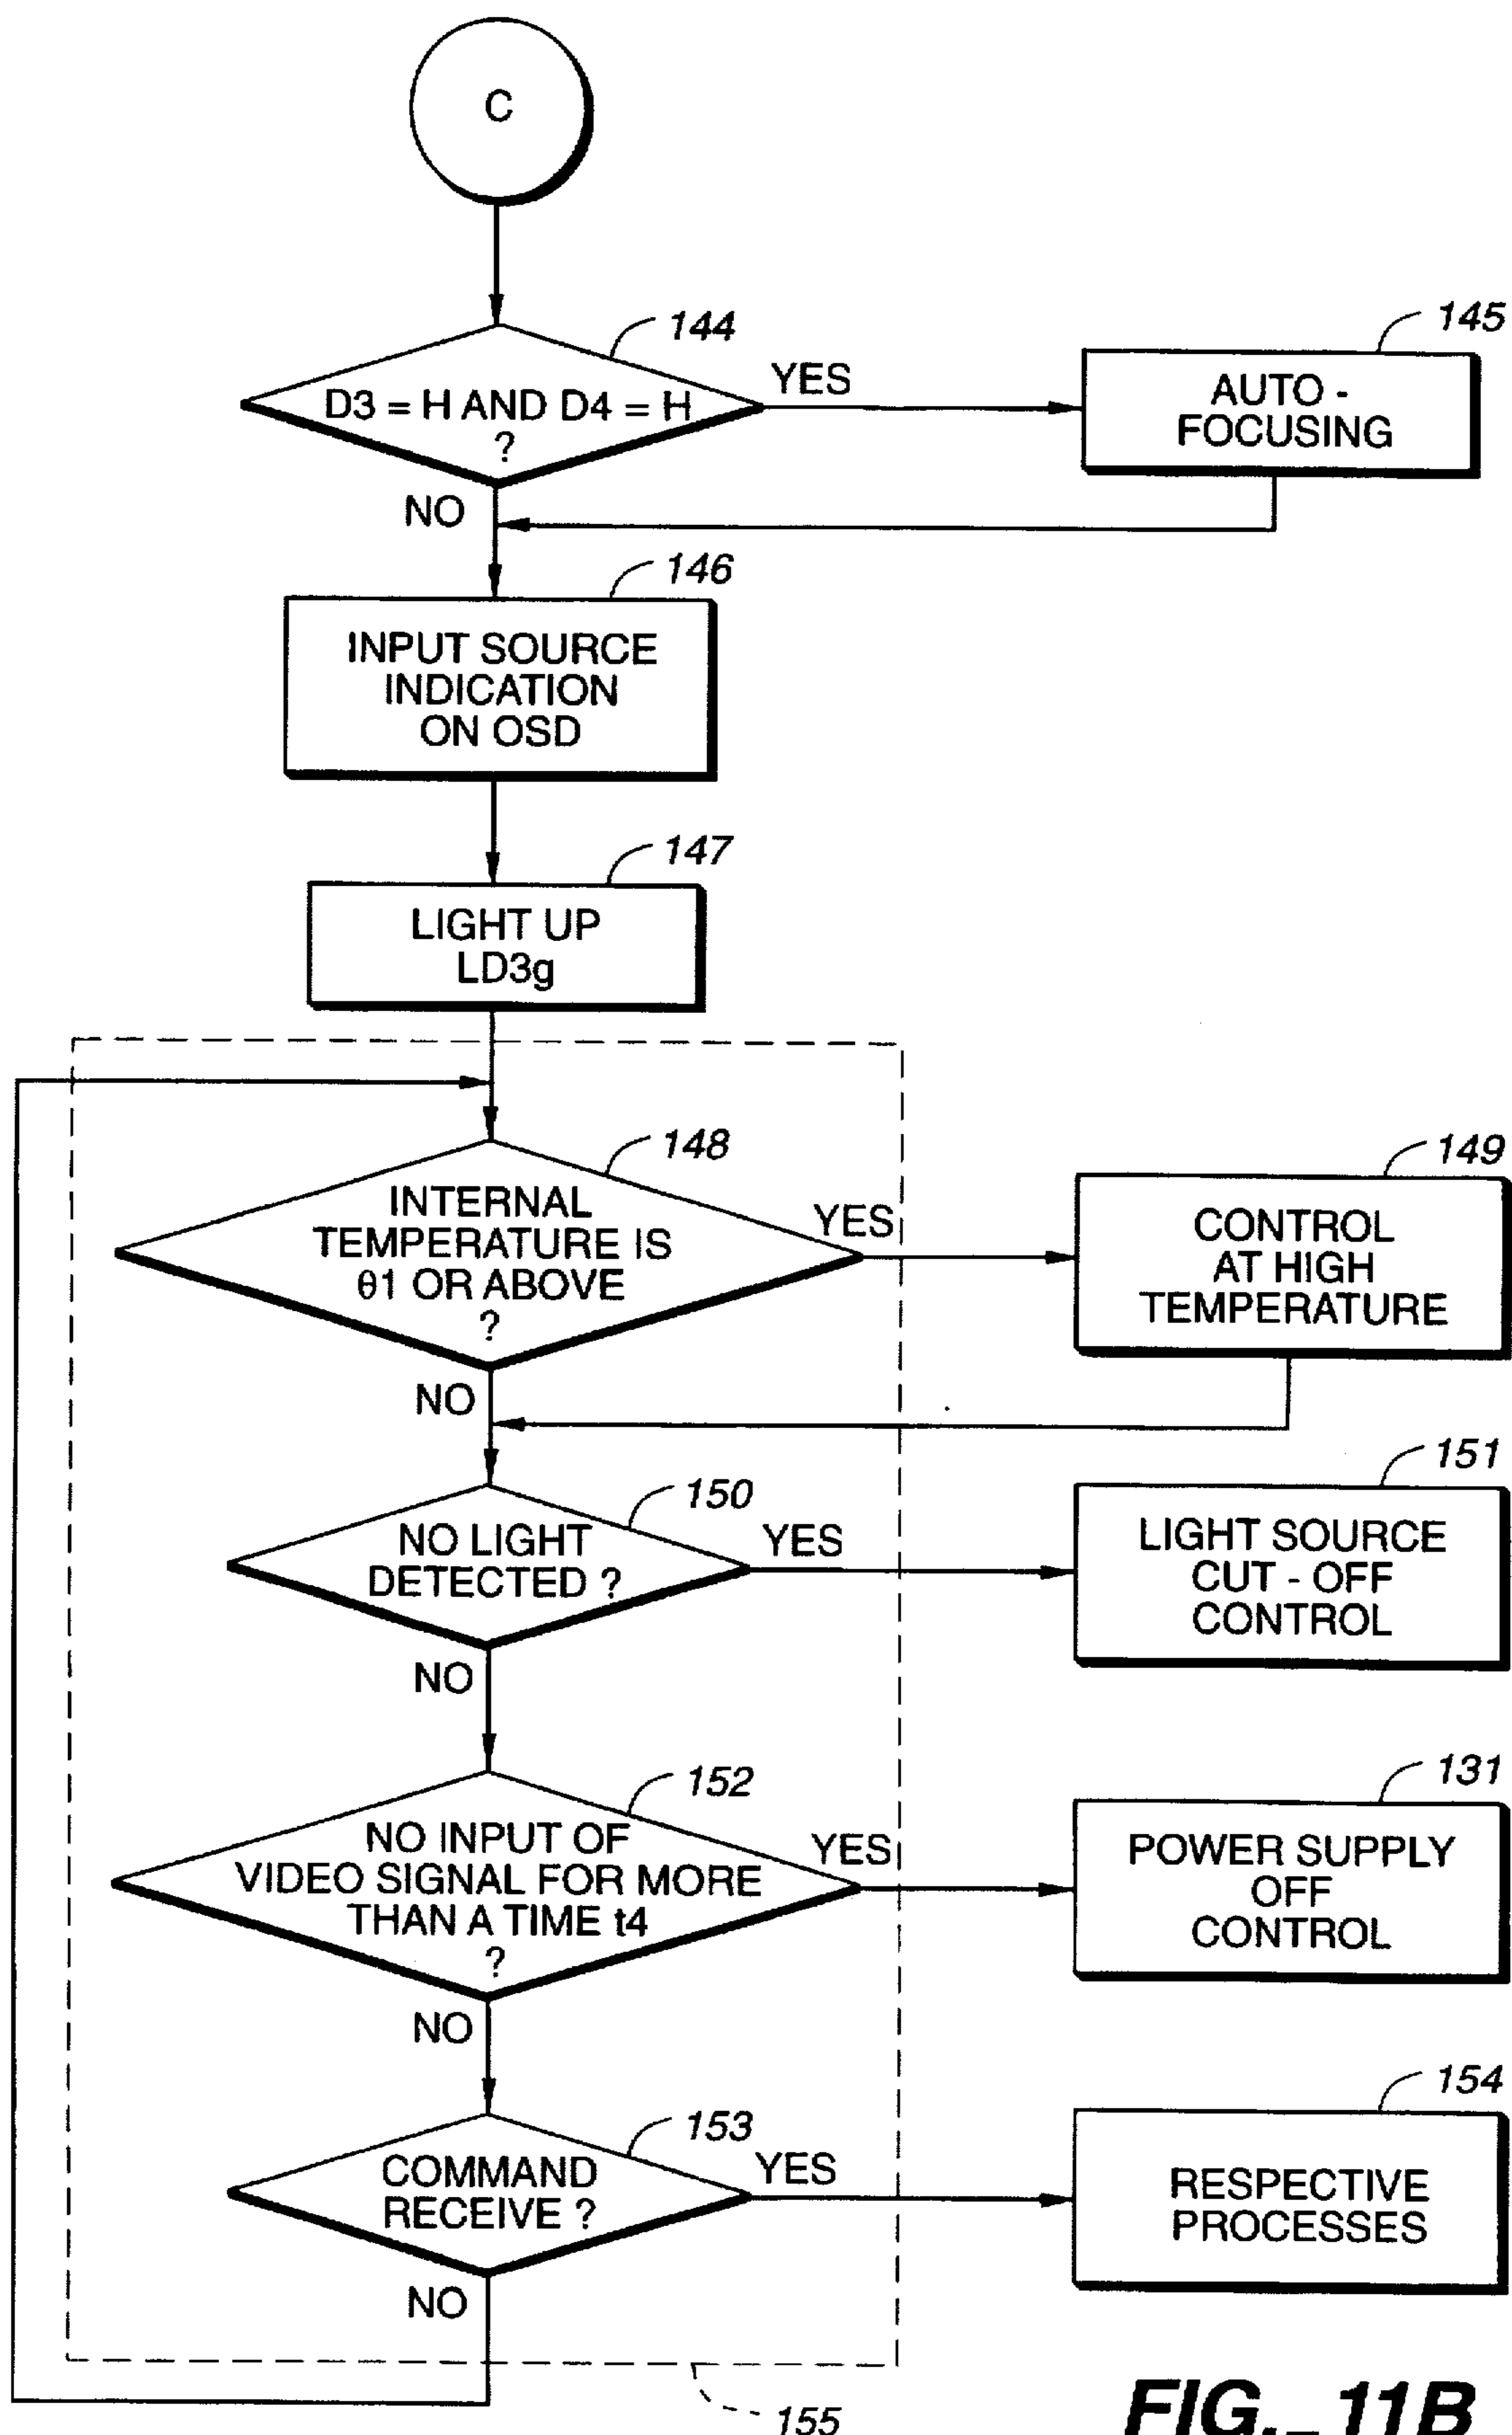 C
144
D3 = H AND D4 = H
?
YES
NO
145
AUTO -
FOCUSING
146
INPUT SOURCE
INDICATION
ON OSD
147
LIGHT UP
LD3g
148
INTERNAL
TEMPERATURE IS
θ1 OR ABOVE
?
YES
NO
149
CONTROL
AT HIGH
TEMPERATURE
150
NO LIGHT
DETECTED ?
YES
NO
151
LIGHT SOURCE
CUT - OFF
CONTROL
152
NO INPUT OF
VIDEO SIGNAL FOR MORE
THAN A TIME t4
?
YES
NO
131
POWER SUPPLY
OFF
CONTROL
153
COMMAND
RECEIVE ?
YES
NO
154
RESPECTIVE
PROCESSES
155
FIG._11B